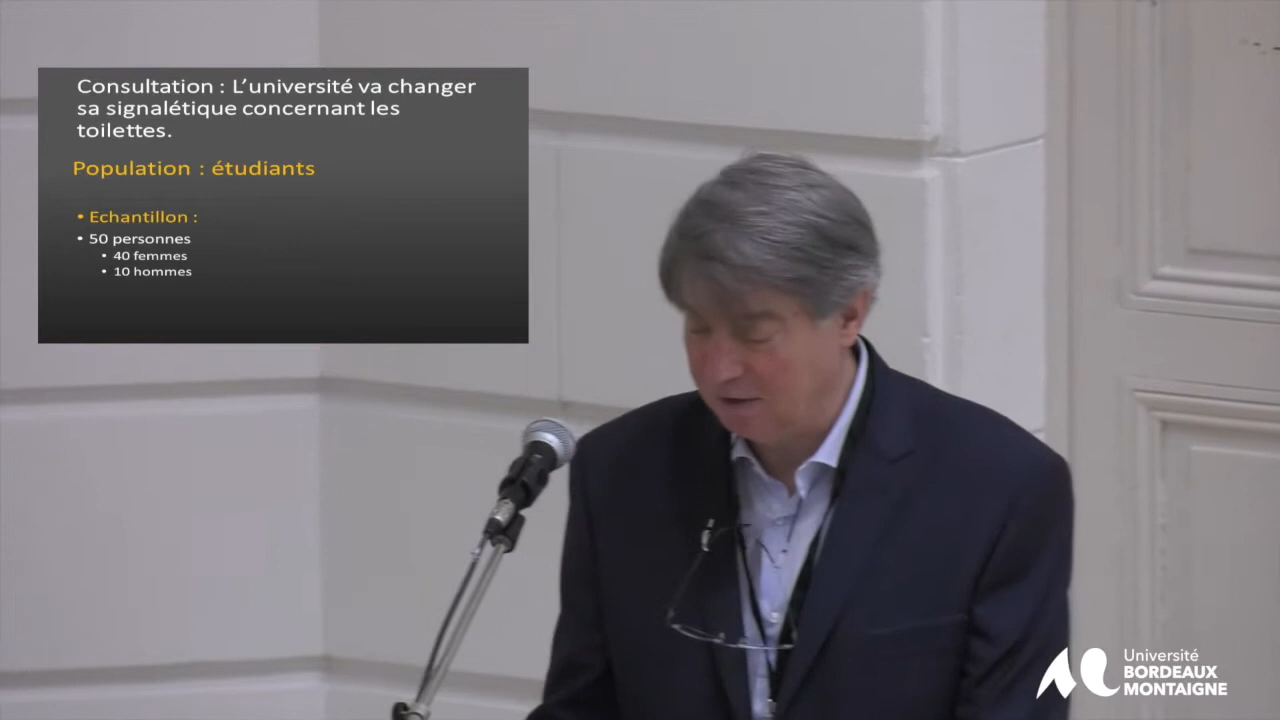 Consultation : L’université va changer
sa signalétique concernant les
toilettes.
Population : étudiants
• Echantillon :
• 50 personnes
• 40 femmes
• 10 hommes
Université
BORDEAUX
MONTAIGNE